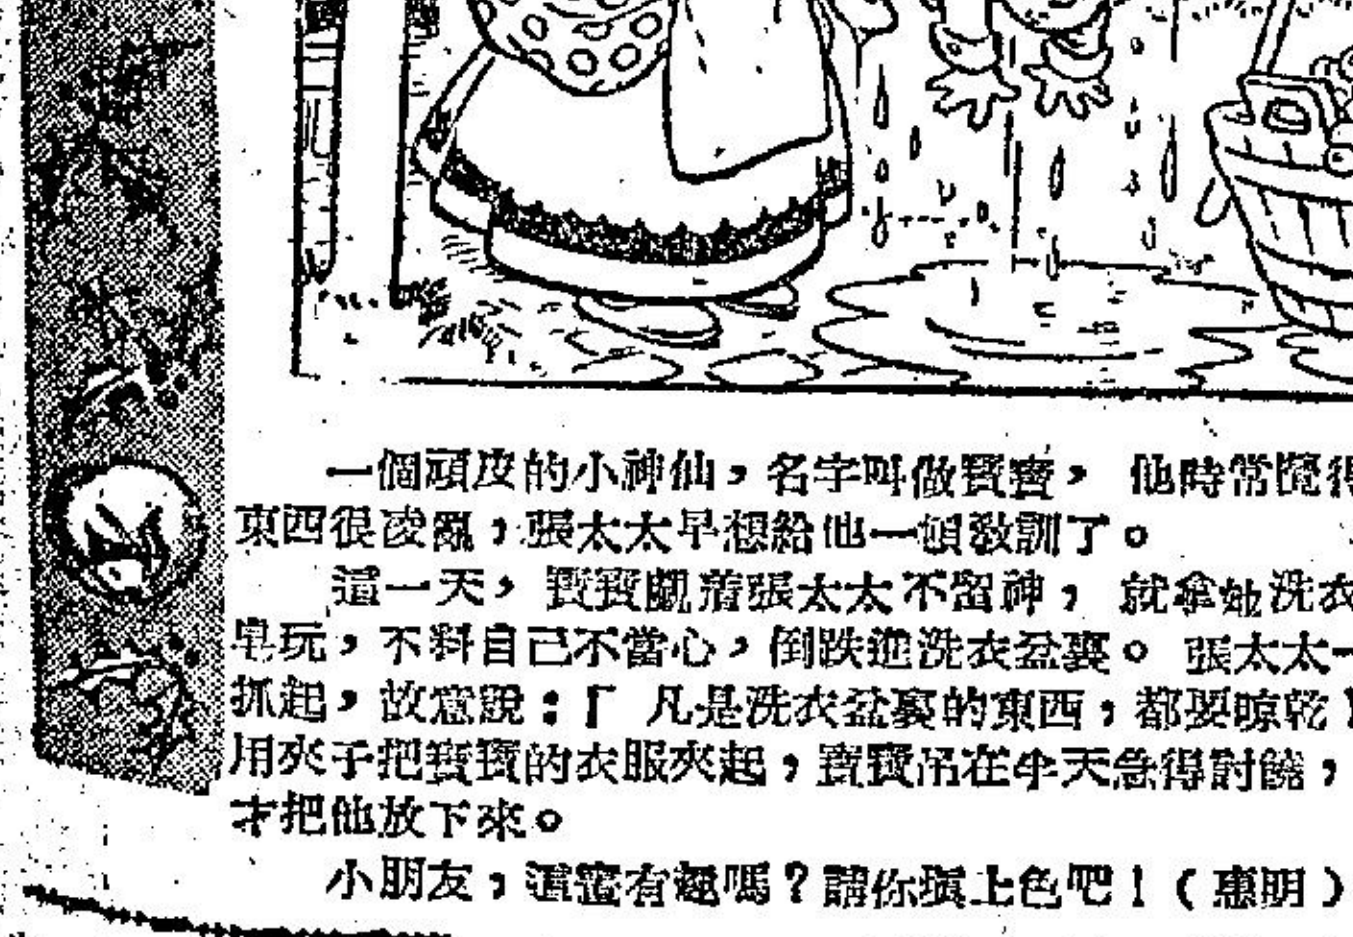 一個頑皮的小神仙，名字叫做寶寶， 他時常攪得
東西很凌亂，張太太早想給他一頓敎訓了。
這一天， 寶寶覷着張太太不留神， 就拿她洗衣
皂玩，不料自己不當心，倒跌進洗衣盆裏。 張太太一
抓起，故意說：「 凡是洗衣盆裏的東西，都要晾乾
用夾子把寶寶的衣服夾起，寶寶吊在半天急得討饒，
才把他放下來。
小朋友，這 有趣嗎？請你塡上色吧！（惠明）